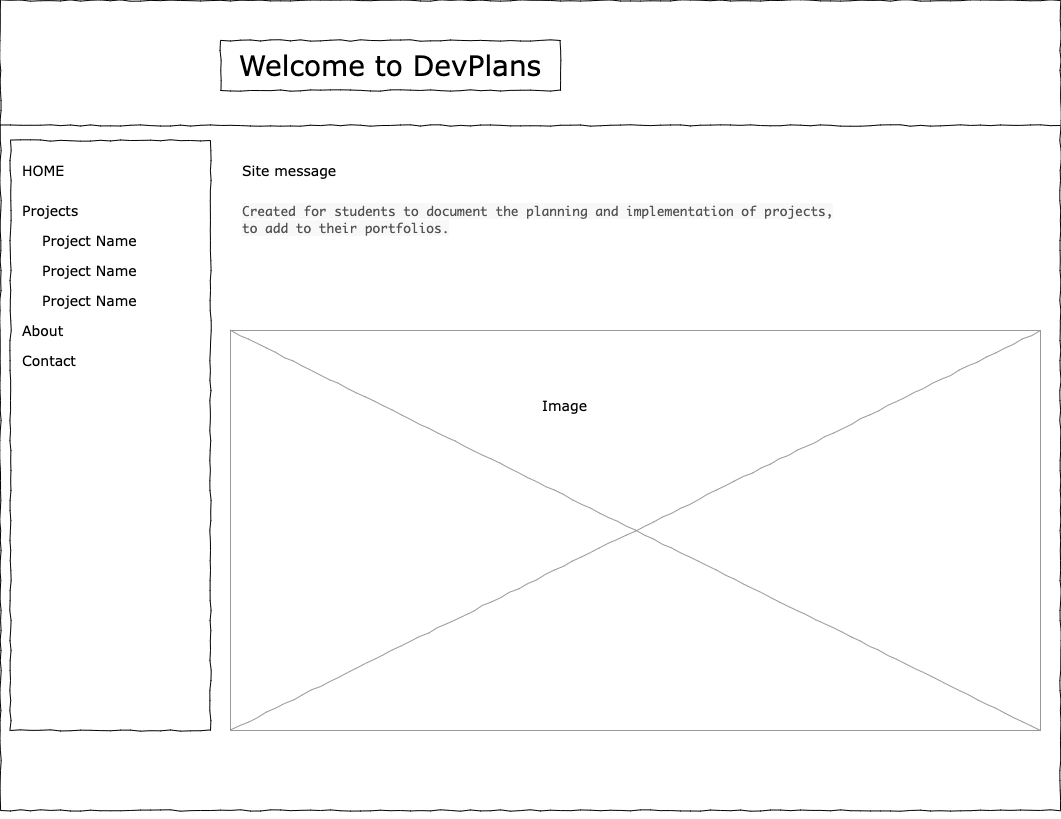 Welcome to DevPlans
HOME
Projects
Project Name
Project Name
Project Name
About
Contact
Site message
Created for students to document the planning and implementation of projects,
to add to their portfolios.
Image